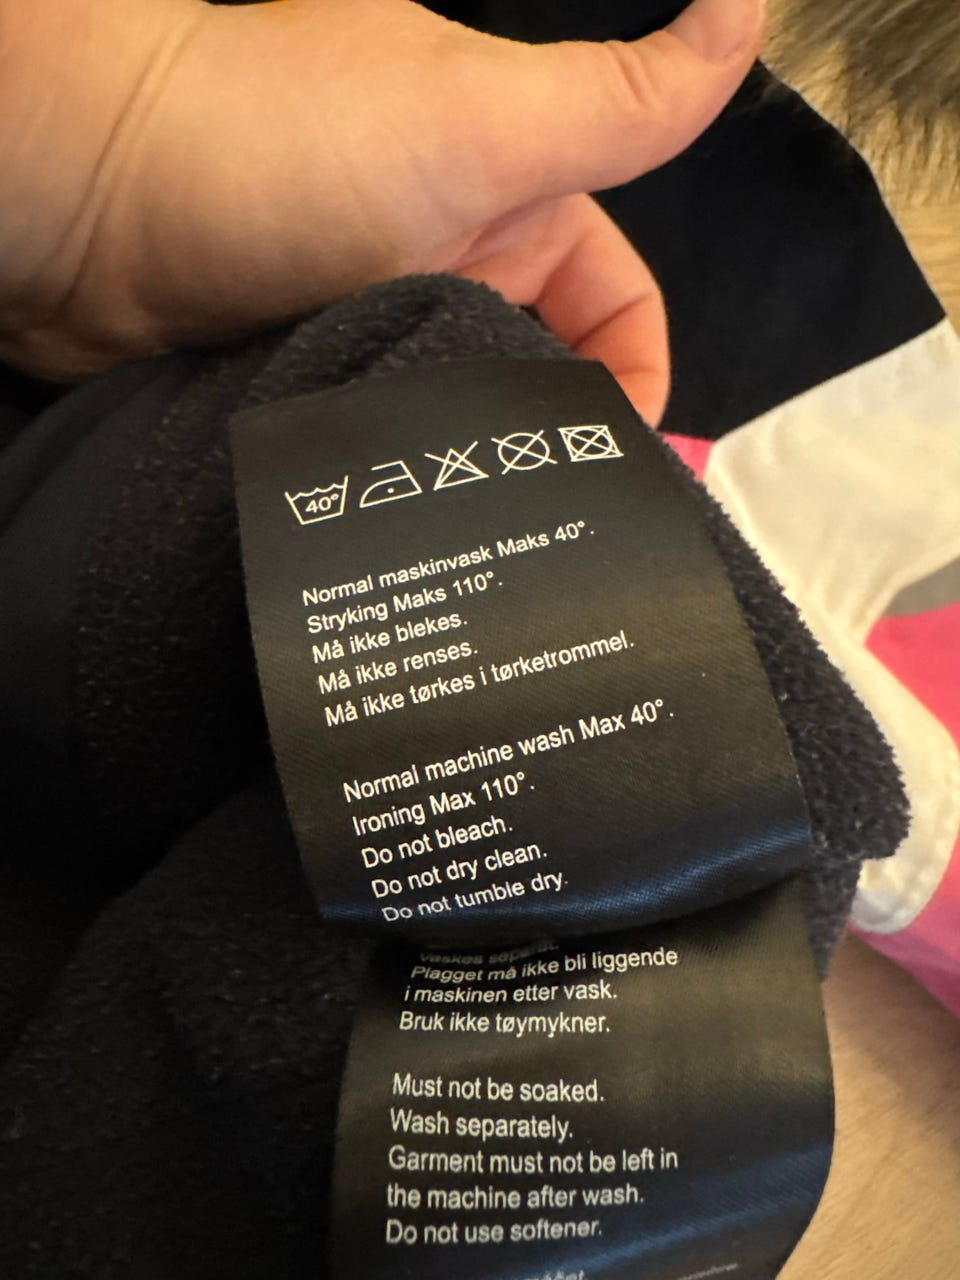 40°
Normal maskinvask Maks 40°.
Stryking Maks 110°.
Må ikke blekes.
Må ikke renses.
Må ikke tørkes i tørketrommel.
Normal machine wash Max 40°.
Ironing Max 110°.
Do not bleach.
Do not dry clean.
Do not tumble dry.
Vaskes separat.
Plagget må ikke bli liggende
i maskinen etter vask.
Bruk ikke tøymykner.
Must not be soaked.
Wash separately.
Garment must not be left in
the machine after wash.
Do not use softener.